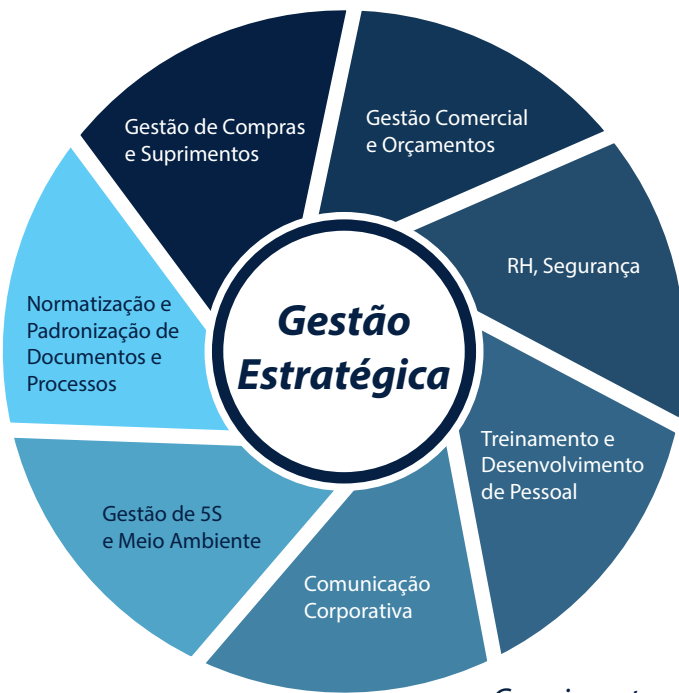 Gestão de Compras
e Suprimentos
Gestão Comercial
e Orçamentos
RH, Segurança
Treinamento e
Desenvolvimento
de Pessoal
Comunicação
Corporativa
Gestão de 5S
e Meio Ambiente
Normatização e
Padronização de
Documentos e
Processos
Gestão
Estratégica